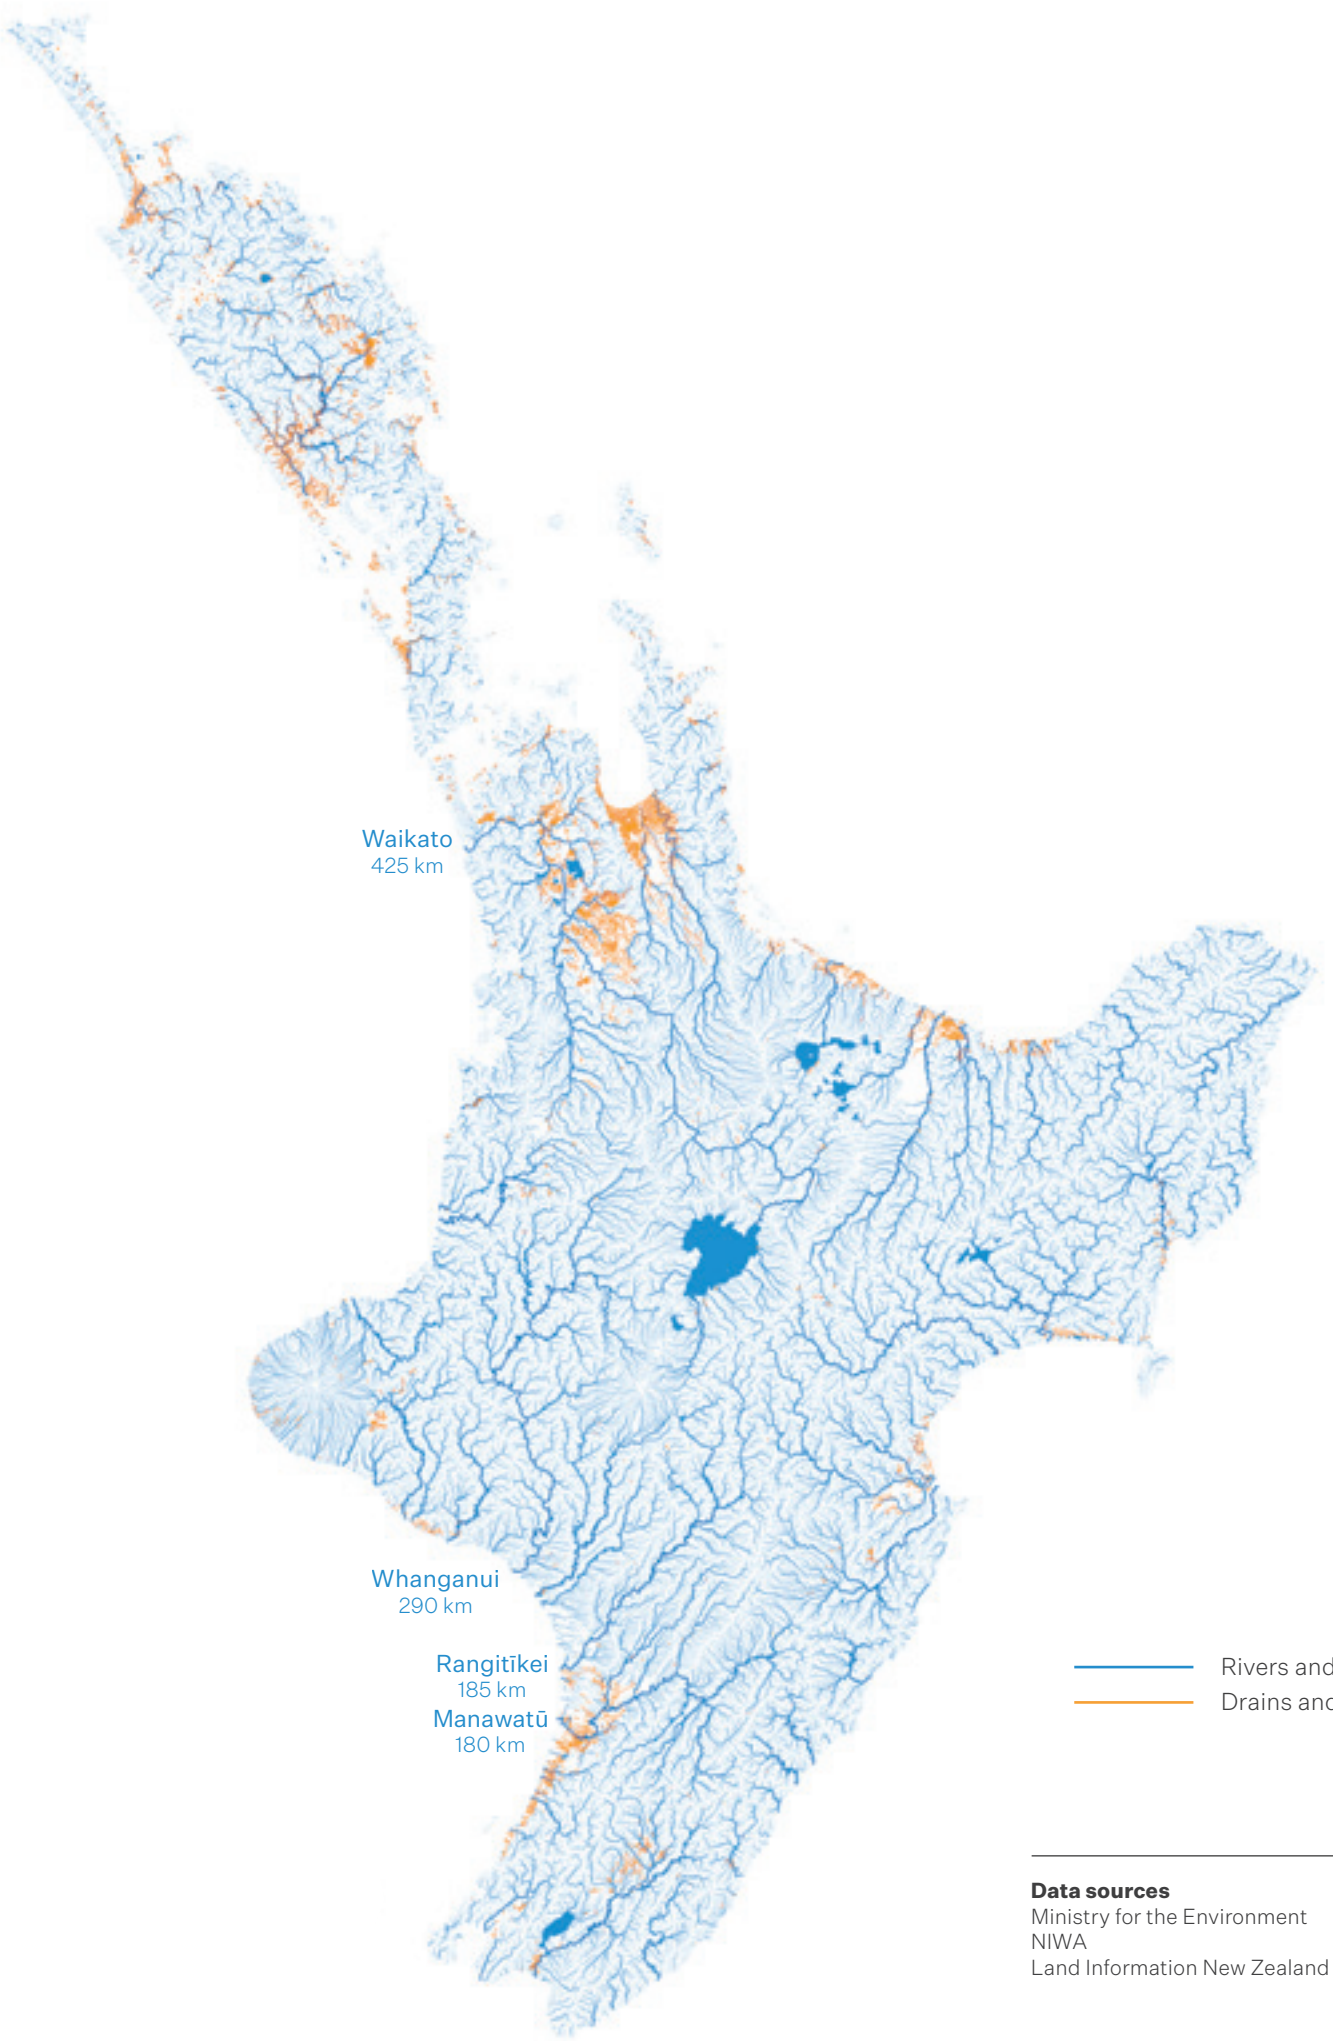 Waikato
425 km
Whanganui
290 km
Rangitīkei
185 km
Manawatū
180 km
Rivers and
Drains and
Data sources
Ministry for the Environment
NIWA
Land Information New Zealand